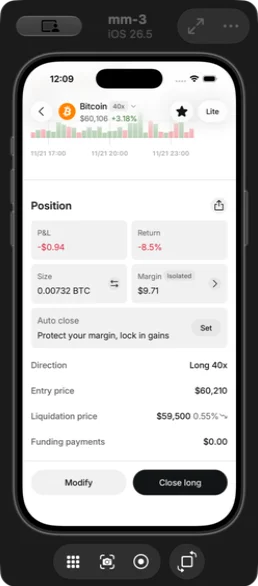 mm-3
iOS 26.5
12:09
Bitcoin 40x
$60,106 +3.18%
Lite
11/21 17:00 11/21 20:00 11/21 23:00
Position
P&L
-$0.94
Return
-8.5%
Size
0.00732 BTC
Margin Isolated
$9.71
Auto close
Protect your margin, lock in gains
Set
Direction Long 40x
Entry price $60,210
Liquidation price $59,500 0.55%
Funding payments $0.00
Modify Close long